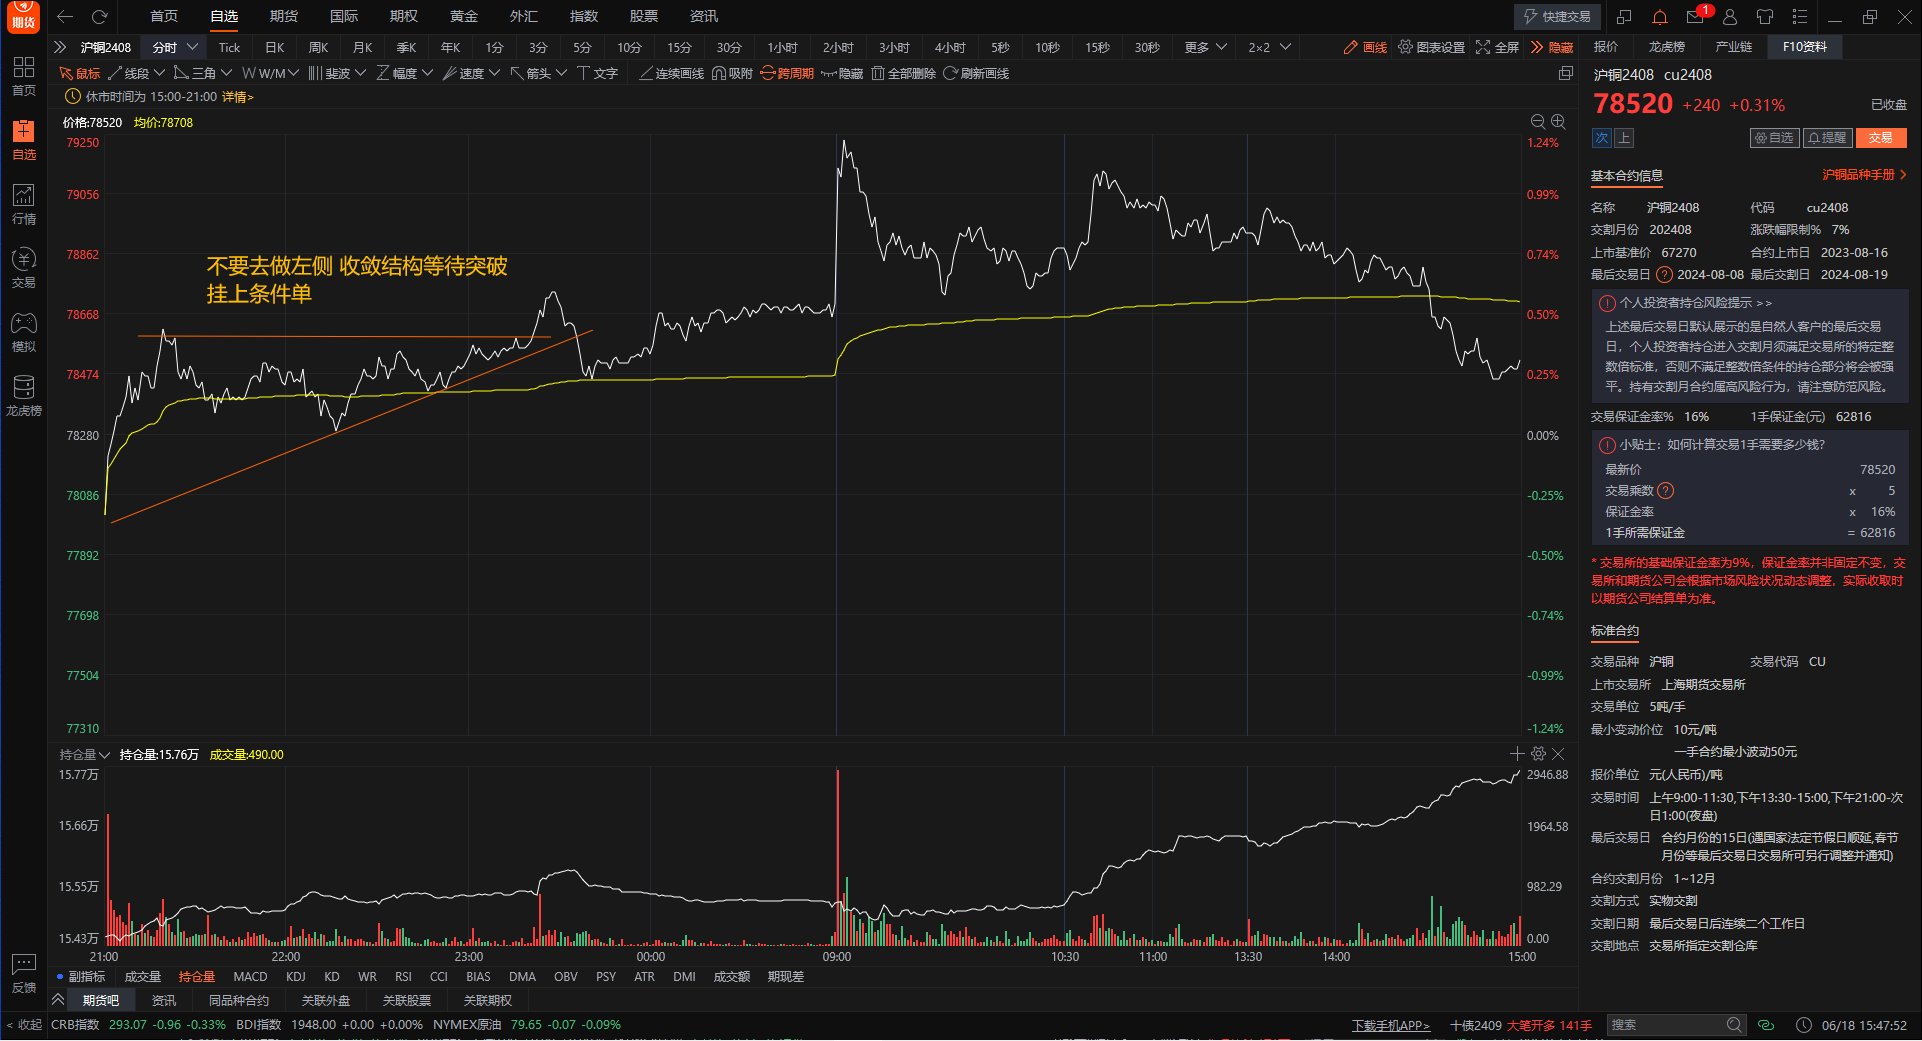 期货
首页 自选 期货 国际 期权 黄金 外汇 指数 股票 资讯
快捷交易 1
沪铜2408 分时 Tick 日K 周K 月K 季K 年K 1分 3分 5分 10分 15分 30分 1小时 2小时 3小时 4小时 5秒 10秒 15秒 30秒 更多 2×2 画线 图表设置 全屏 隐藏
鼠标 线段 三角 W/M 斐波 幅度 速度 箭头 文字 连续画线 吸附 跨周期 隐藏 全部删除 刷新画线
休市时间为 15:00-21:00 详情>
价格:78520 均价:78708
首页
自选
行情
交易
模拟
龙虎榜
反馈
< 收起
79250
79056
78862
78668
78474
78280
78086
77892
77698
77504
77310
不要去做左侧 收敛结构等待突破
挂上条件单
1.24%
0.99%
0.74%
0.50%
0.25%
0.00%
-0.25%
-0.50%
-0.74%
-0.99%
-1.24%
持仓量 持仓量:15.76万 成交量:490.00
15.77万
15.66万
15.55万
15.43万
2946.88
1964.58
982.29
0.00
21:00 22:00 23:00 00:00 09:00 10:30 11:00 13:30 14:00 15:00
副指标 成交量 持仓量 MACD KDJ KD WR RSI CCI BIAS DMA OBV PSY ATR DMI 成交额 期现差
期货吧 资讯 同品种合约 关联外盘 关联股票 关联期权
CRB指数 293.07 -0.96 -0.33% BDI指数 1948.00 +0.00 +0.00% NYMEX原油 79.65 -0.07 -0.09%
下载手机APP> 十债2409 大笔开多 141手 搜索 06/18 15:47:52
报价 龙虎榜 产业链 F10资料
沪铜2408 cu2408
78520 +240 +0.31% 已收盘
次 上 自选 提醒 交易
基本合约信息 沪铜品种手册 >
名称 沪铜2408 代码 cu2408
交割月份 202408 涨跌幅限制% 7%
上市基准价 67270 合约上市日 2023-08-16
最后交易日 ? 2024-08-08 最后交割日 2024-08-19
! 个人投资者持仓风险提示 >>
上述最后交易日默认展示的是自然人客户的最后交易
日，个人投资者持仓进入交割月须满足交易所的特定整
数倍标准，否则不满足整数倍条件的持仓部分将会被强
平。持有交割月合约属高风险行为，请注意防范风险。
交易保证金率% 16% 1手保证金(元) 62816
! 小贴士：如何计算交易1手需要多少钱？
最新价 78520
交易乘数 ? x 5
保证金率 x 16%
1手所需保证金 = 62816
* 交易所的基础保证金率为9%，保证金率并非固定不变，交
易所和期货公司会根据市场风险状况动态调整，实际收取时
以期货公司结算单为准。
标准合约
交易品种 沪铜 交易代码 CU
上市交易所 上海期货交易所
交易单位 5吨/手
最小变动价位 10元/吨
一手合约最小波动50元
报价单位 元(人民币)/吨
交易时间 上午9:00-11:30,下午13:30-15:00,下午21:00-次
日1:00(夜盘)
最后交易日 合约月份的15日(遇国家法定节假日顺延,春节
月份等最后交易日交易所可另行调整并通知)
合约交割月份 1~12月
交割方式 实物交割
交割日期 最后交易日后连续二个工作日
交割地点 交易所指定交割仓库